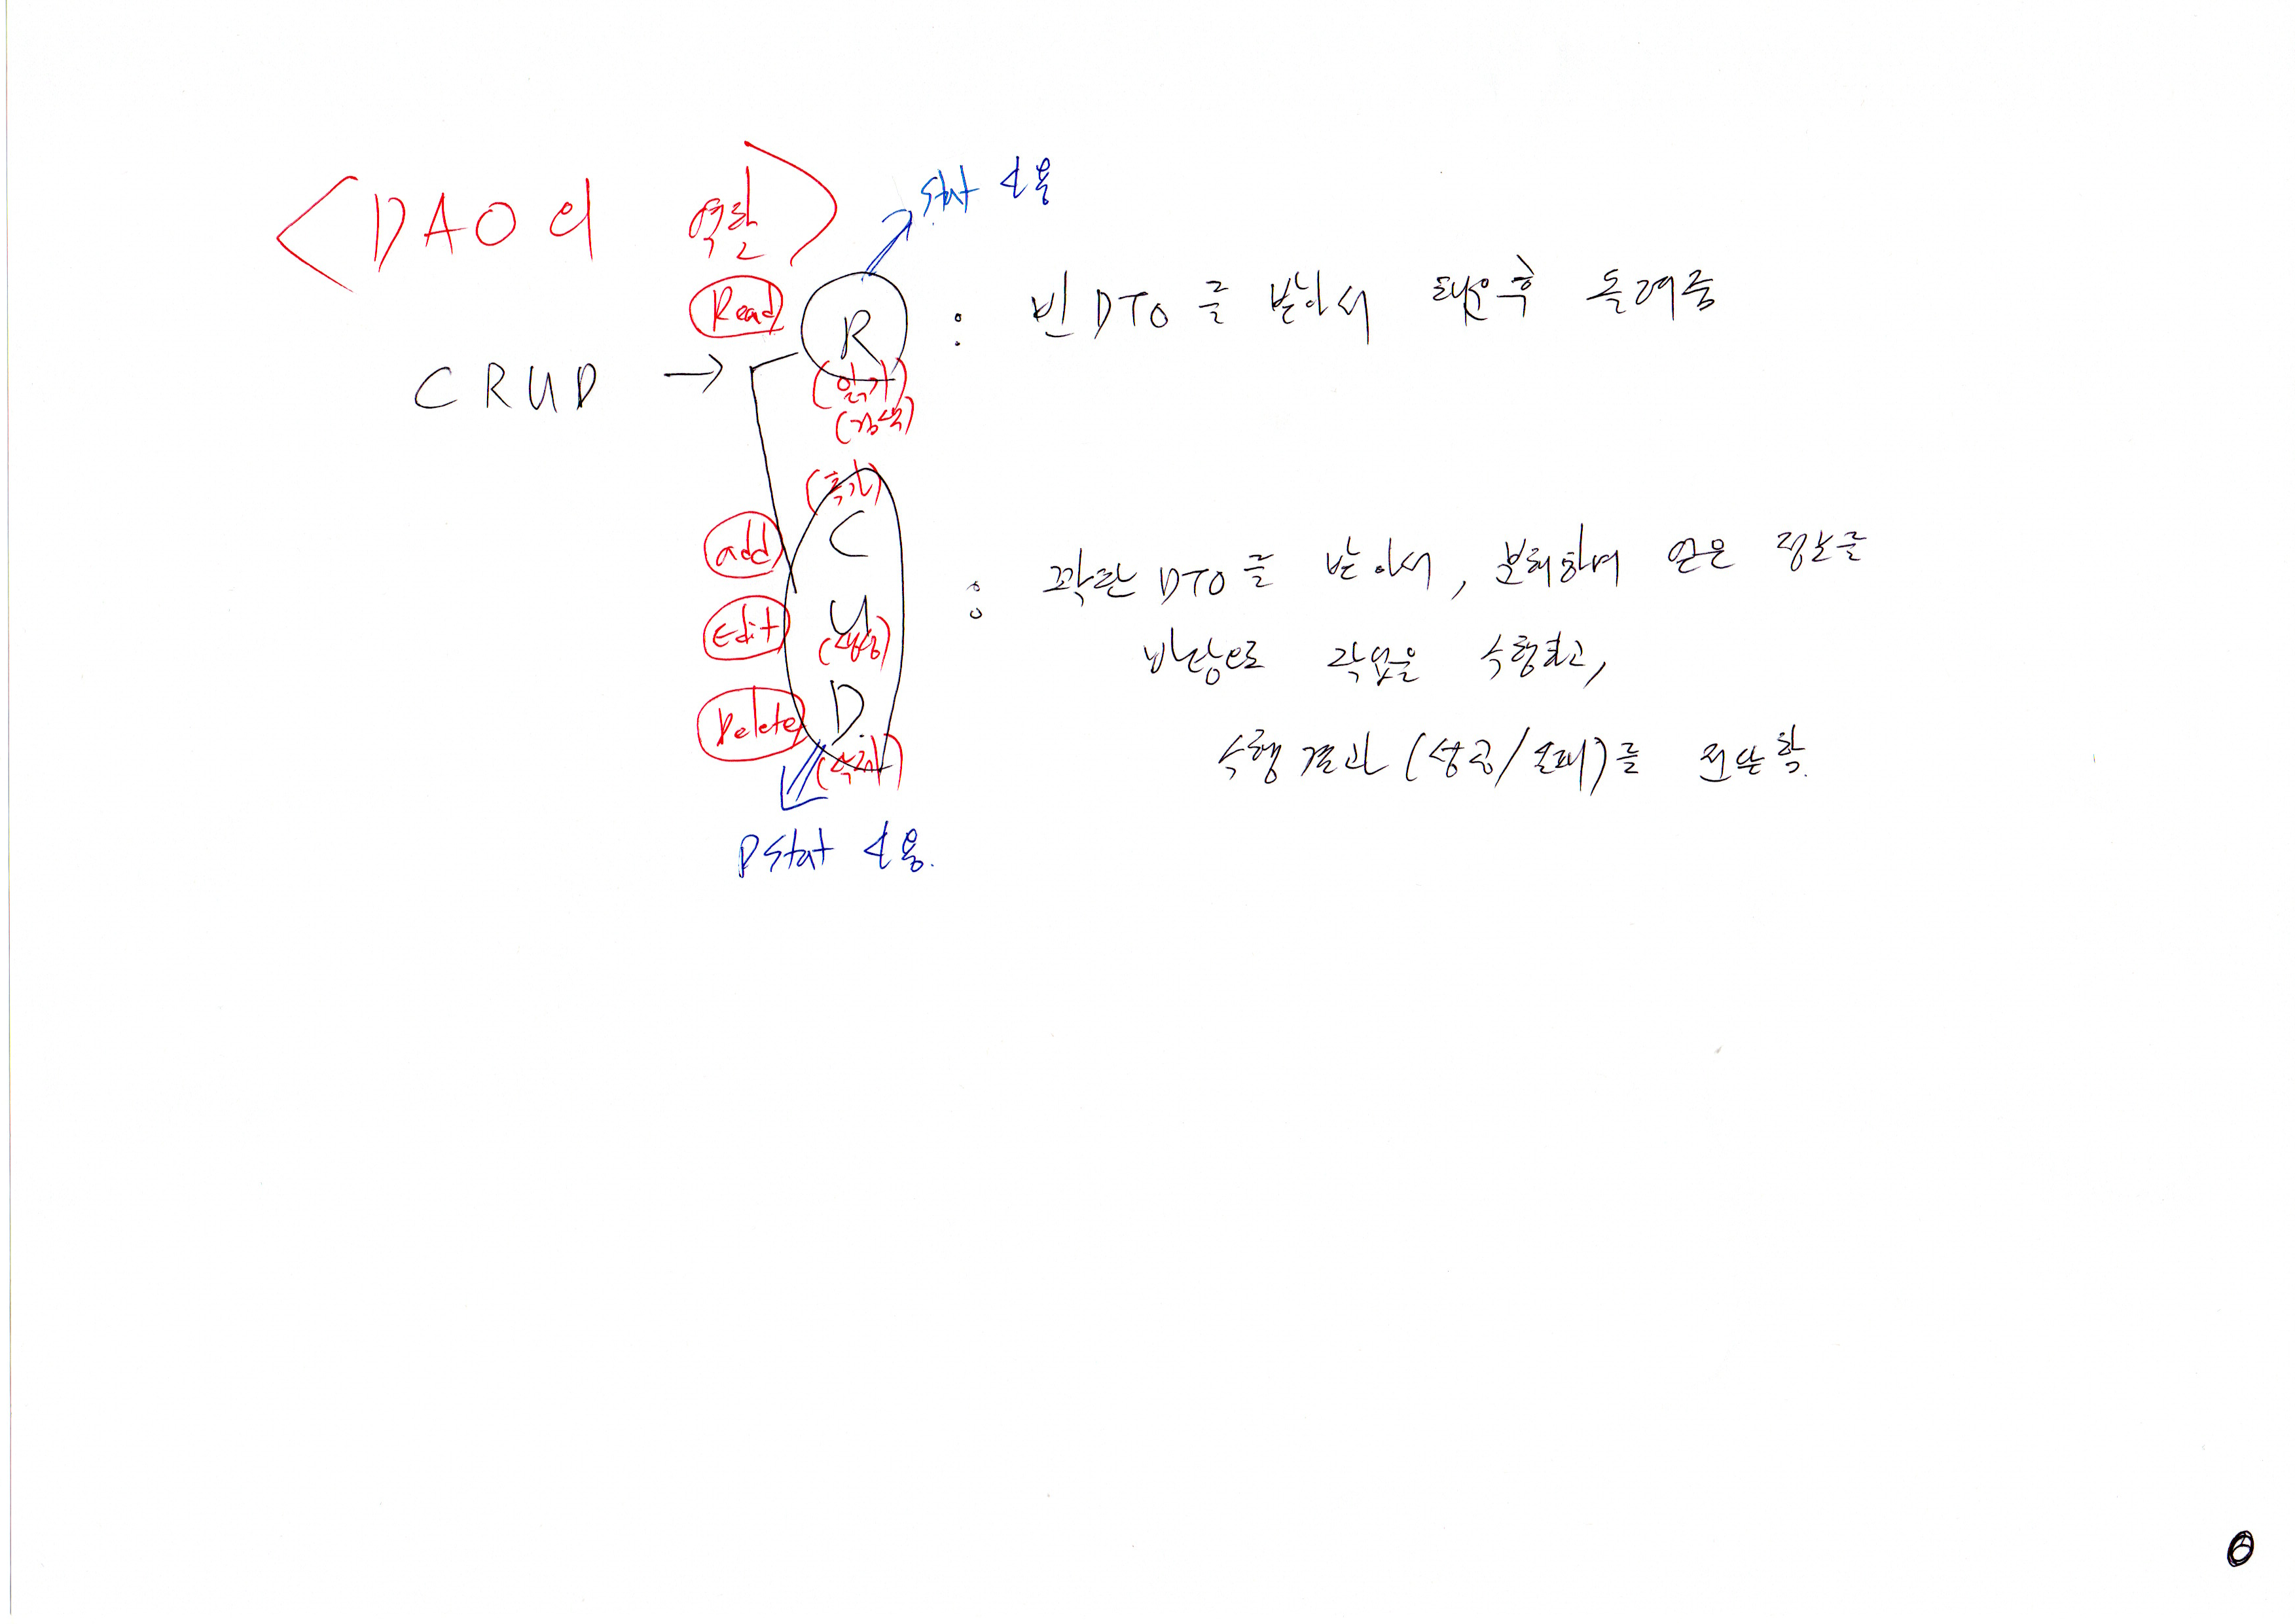 <DAO의 역할>
stat 사용
Read
R : 빈 DTO를 받아서 채운후 돌려줌
CRUD →
(읽기)
(검색)
(추가)
add C
: 꽉찬 DTO를 받아서, 분해하여 얻은 정보를
Edit U
바탕으로 작업을 수행하고,
Delete D
(삭제)
수행결과(성공/실패)를 전달함.
PStat 사용.
6